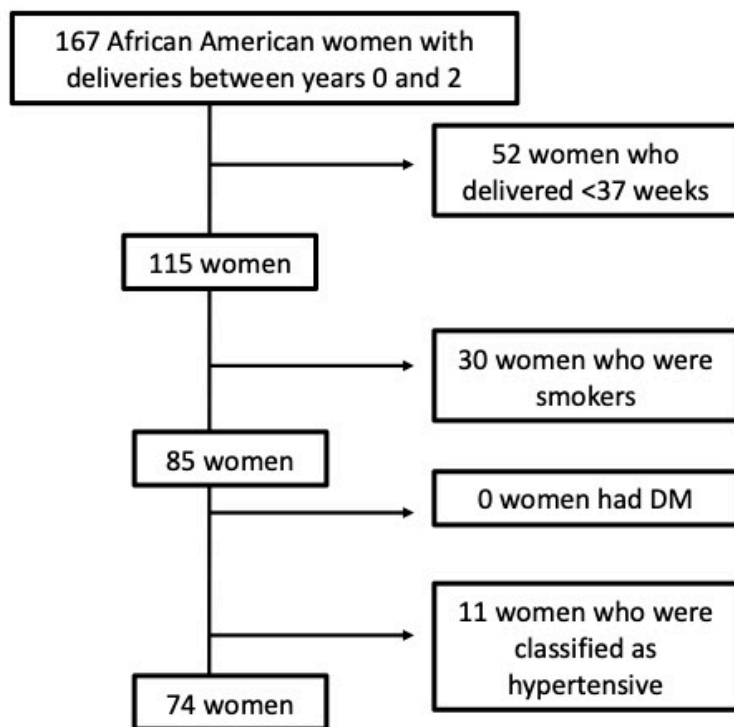 167 African American women with
deliveries between years 0 and 2
52 women who
delivered <37 weeks
115 women
30 women who were
smokers
85 women
0 women had DM
11 women who were
classified as
hypertensive
74 women